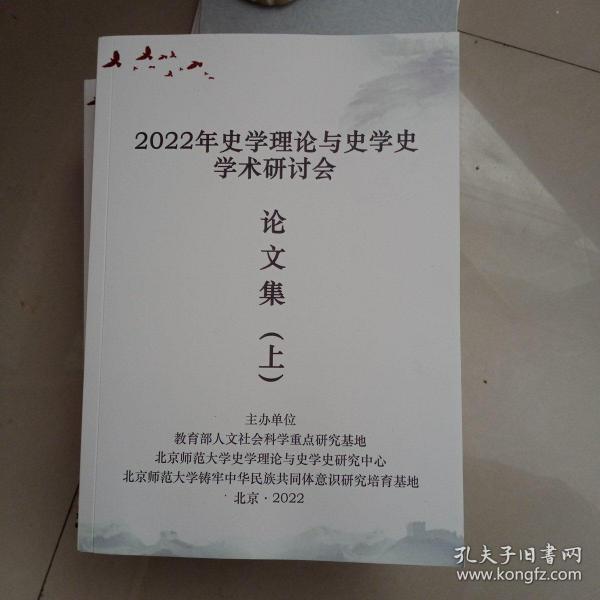 2022年史学理论与史学史
学术研讨会
论
文
集
（上）
主办单位
教育部人文社会科学重点研究基地
北京师范大学史学理论与史学史研究中心
北京师范大学铸牢中华民族共同体意识研究培育基地
北京·2022
孔夫子旧书网
www.kongfz.com